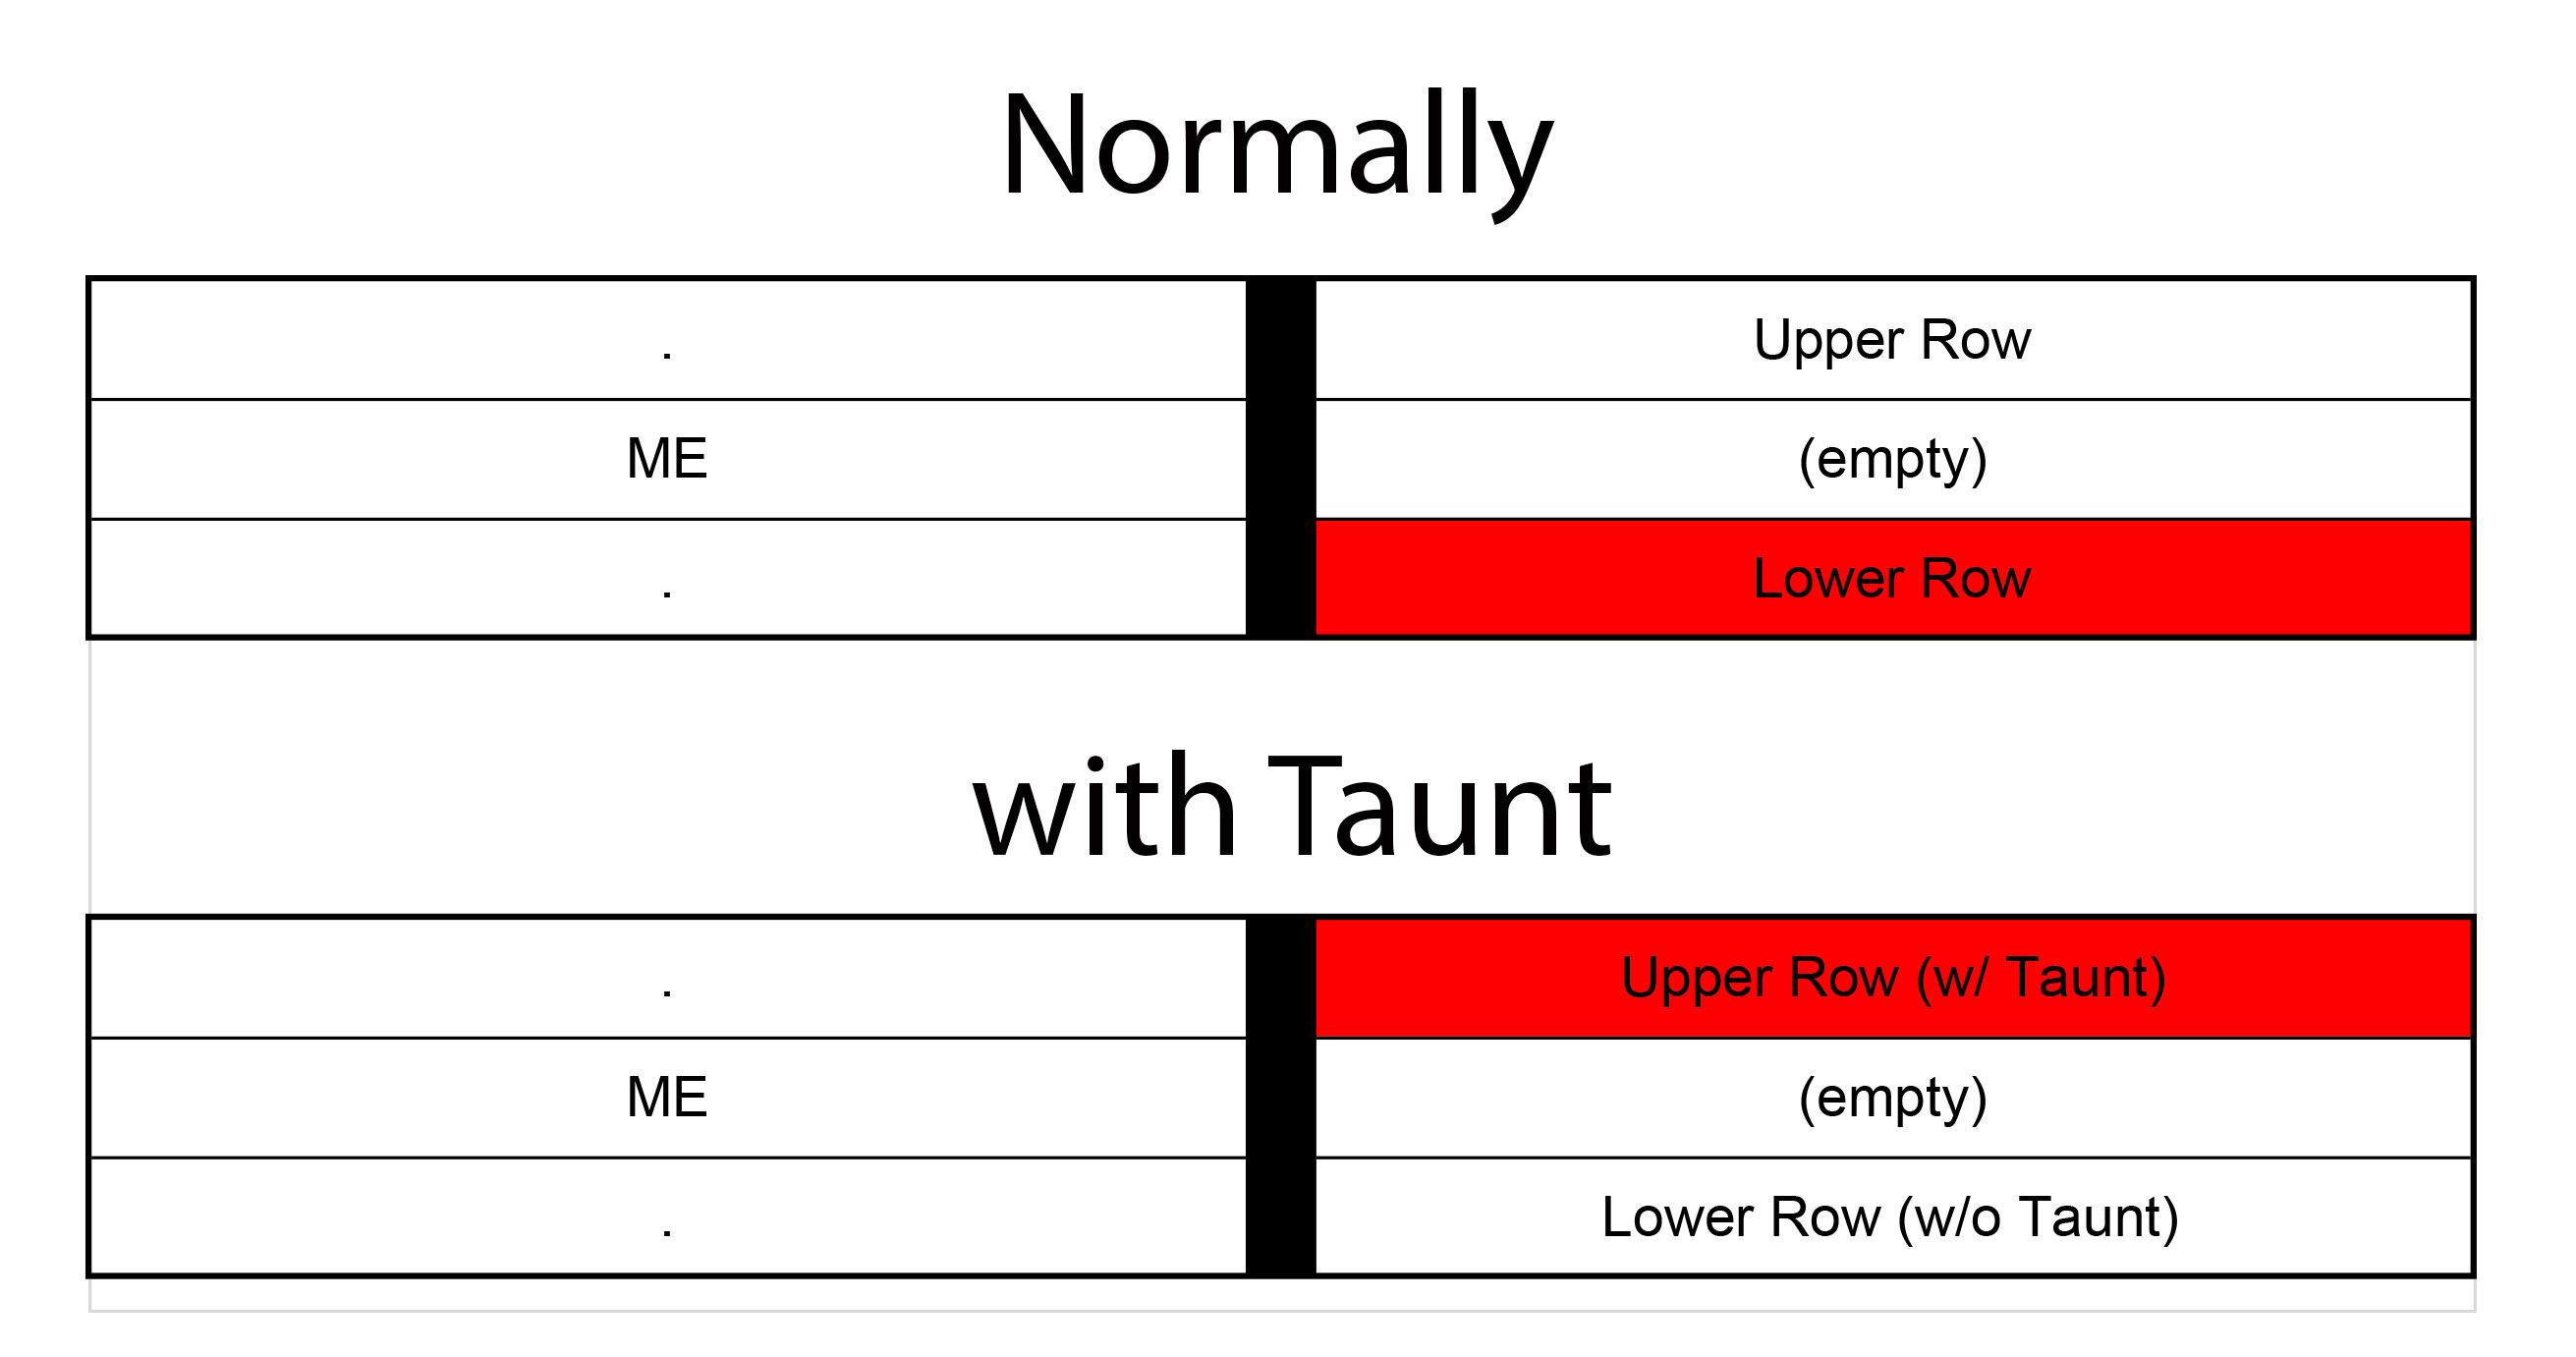 Normally
. Upper Row
ME (empty)
. Lower Row
with Taunt
. Upper Row (w/ Taunt)
ME (empty)
. Lower Row (w/o Taunt)